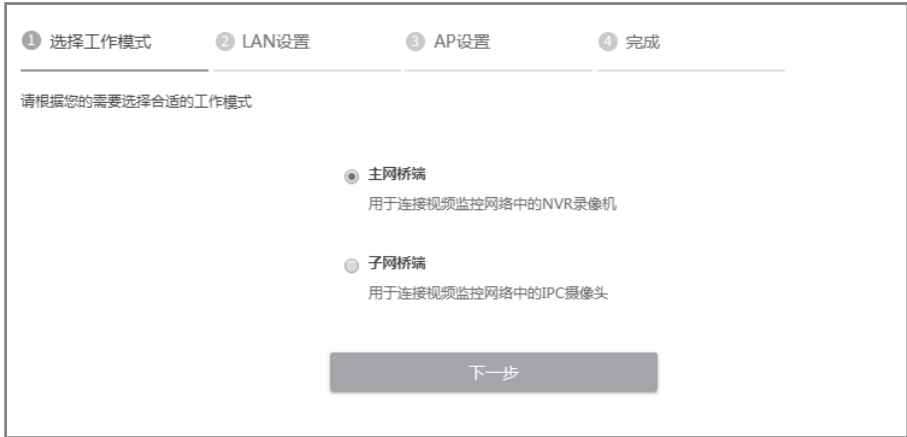 1 选择工作模式 2 LAN设置 3 AP设置 4 完成
请根据您的需要选择合适的工作模式
主网桥端
用于连接视频监控网络中的NVR录像机
子网桥端
用于连接视频监控网络中的IPC摄像头
下一步